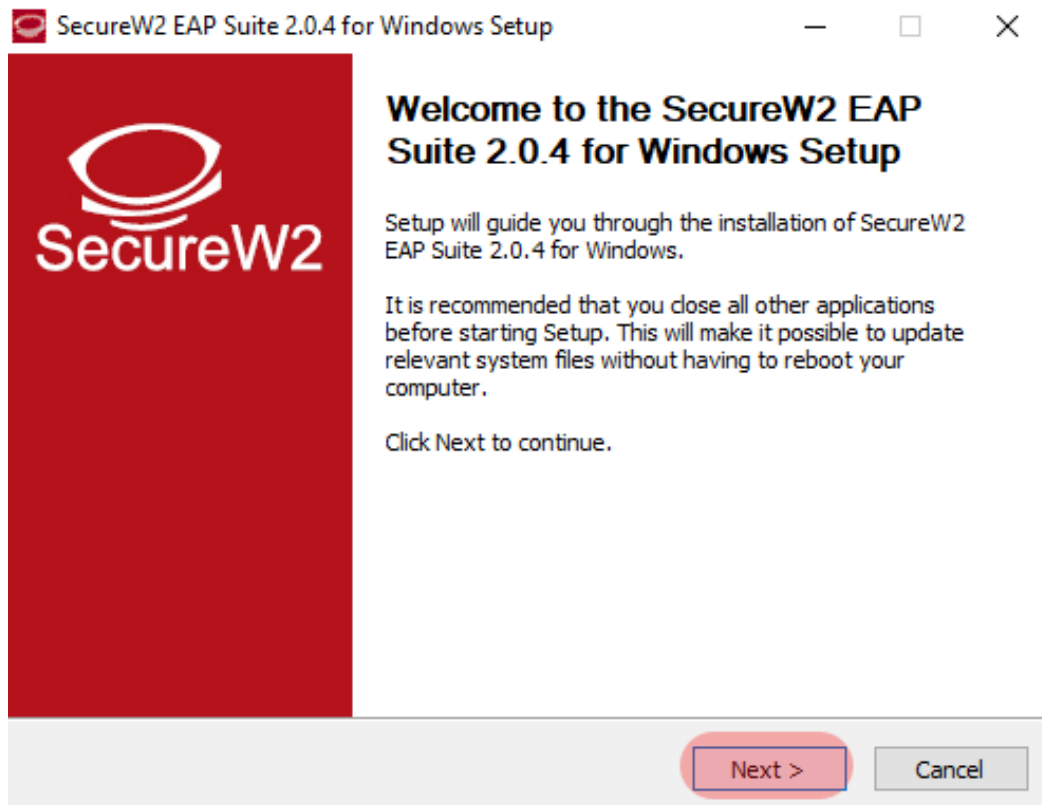 SecureW2 EAP Suite 2.0.4 for Windows Setup
SecureW2
Welcome to the SecureW2 EAP
Suite 2.0.4 for Windows Setup
Setup will guide you through the installation of SecureW2
EAP Suite 2.0.4 for Windows.
It is recommended that you close all other applications
before starting Setup. This will make it possible to update
relevant system files without having to reboot your
computer.
Click Next to continue.
Next >
Cancel